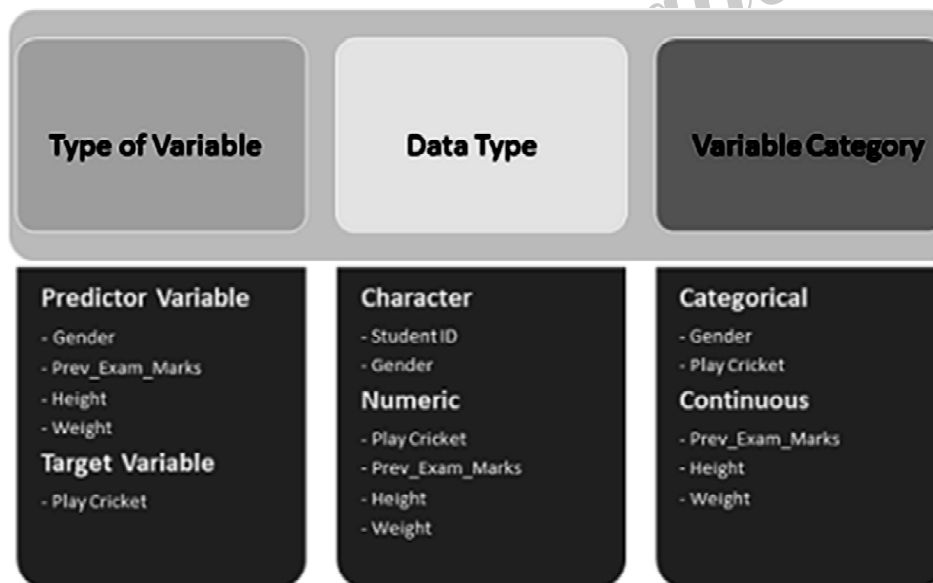 Type of Variable
Data Type
Variable Category
Predictor Variable
- Gender
- Prev_Exam_Marks
- Height
- Weight
Target Variable
- Play Cricket
Character
- Student ID
- Gender
Numeric
- Play Cricket
- Prev_Exam_Marks
- Height
- Weight
Categorical
- Gender
- Play Cricket
Continuous
- Prev_Exam_Marks
- Height
- Weight